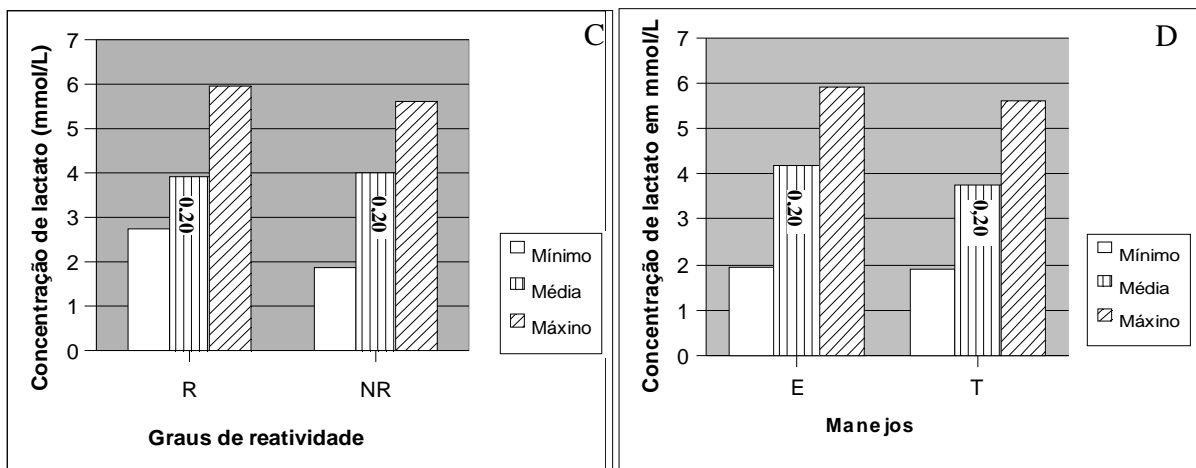 C
Concentração de lactato (mmol/L)
7
6
5
4
3
2
1
0
0,20
0,20
R
NR
Graus de reatividade
Mínimo
Média
Máxino
D
Concentração de lactato em mmol/L
7
6
5
4
3
2
1
0
0,20
0,20
E
T
Manejos
Mínimo
Média
Máxino